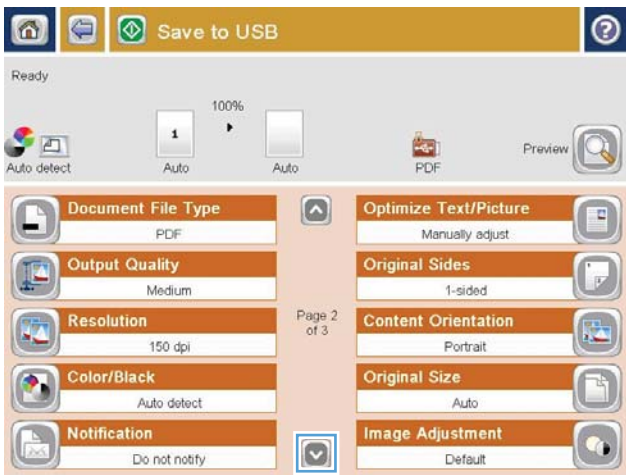 Save to USB
?
Ready
100%
1
Auto detect
Auto
Auto
PDF
Preview
Document File Type
PDF
Output Quality
Medium
Resolution
150 dpi
Color/Black
Auto detect
Notification
Do not notify
Page 2
of 3
Optimize Text/Picture
Manually adjust
Original Sides
1-sided
Content Orientation
Portrait
Original Size
Auto
Image Adjustment
Default